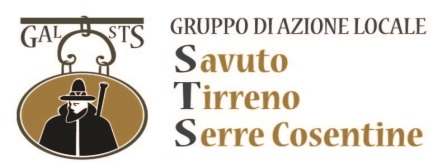 GAL STS
GRUPPO DI AZIONE LOCALE
Savuto
Tirreno
Serre Cosentine